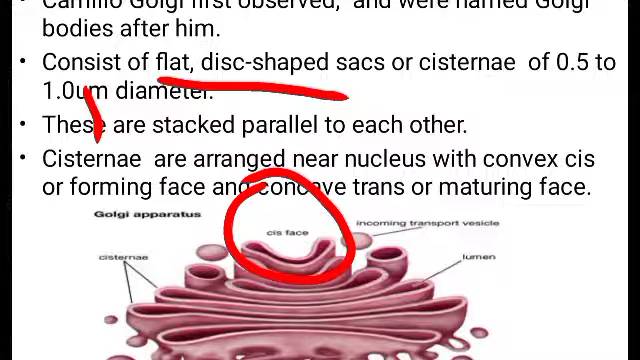 Camillo Golgi first observed, and were named Golgi
bodies after him.
• Consist of flat, disc-shaped sacs or cisternae of 0.5 to
1.0um diameter.
• These are stacked parallel to each other.
• Cisternae are arranged near nucleus with convex cis
or forming face and concave trans or maturing face.
Golgi apparatus
incoming transport vesicle
cis face
cisternae
lumen